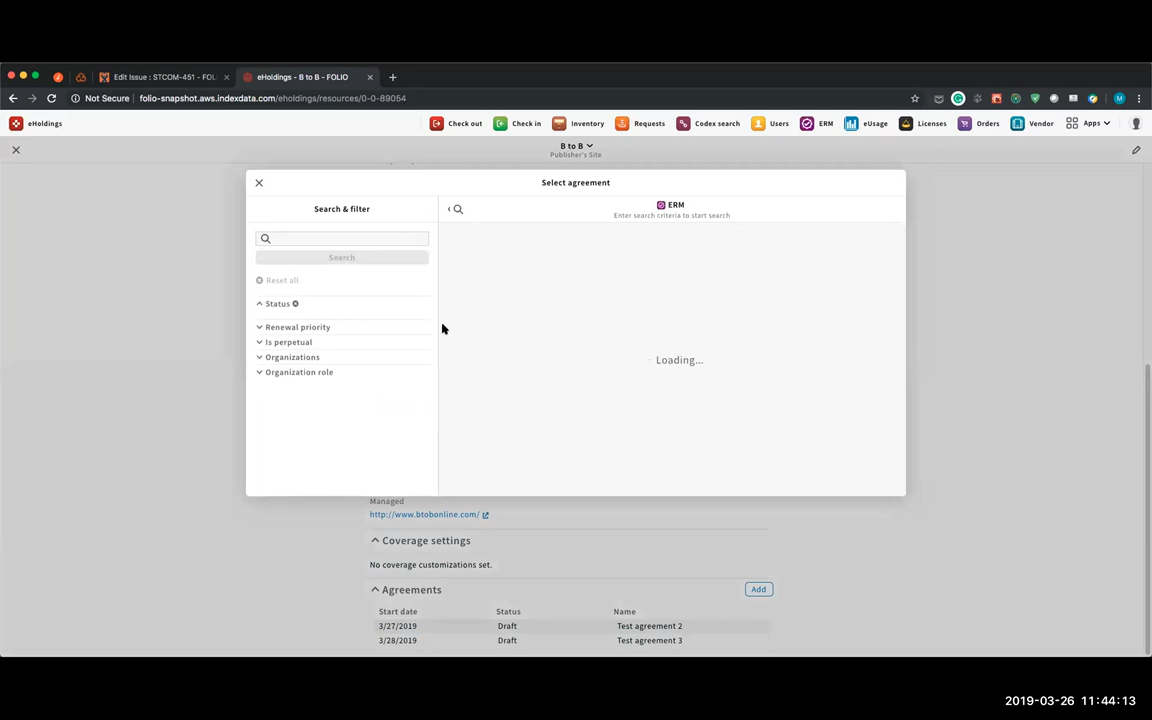 Edit Issue : STCOM-451 - FOL
eHoldings - B to B - FOLIO
Not Secure folio-snapshot.aws.indexdata.com/eholdings/resources/0-0-89054
M
eHoldings
Check out
Check in
Inventory
Requests
Codex search
Users
ERM
eUsage
Licenses
Orders
Vendor
Apps
B to B
Publisher's Site
Select agreement
Search & filter
ERM
Enter search criteria to start search
Search
Reset all
Status
Renewal priority
Is perpetual
Organizations
Organization role
Loading...
Managed
http://www.btobonline.com/
Coverage settings
No coverage customizations set.
Agreements
Add
Start date Status Name
3/27/2019 Draft Test agreement 2
3/28/2019 Draft Test agreement 3
2019-03-26 11:44:13